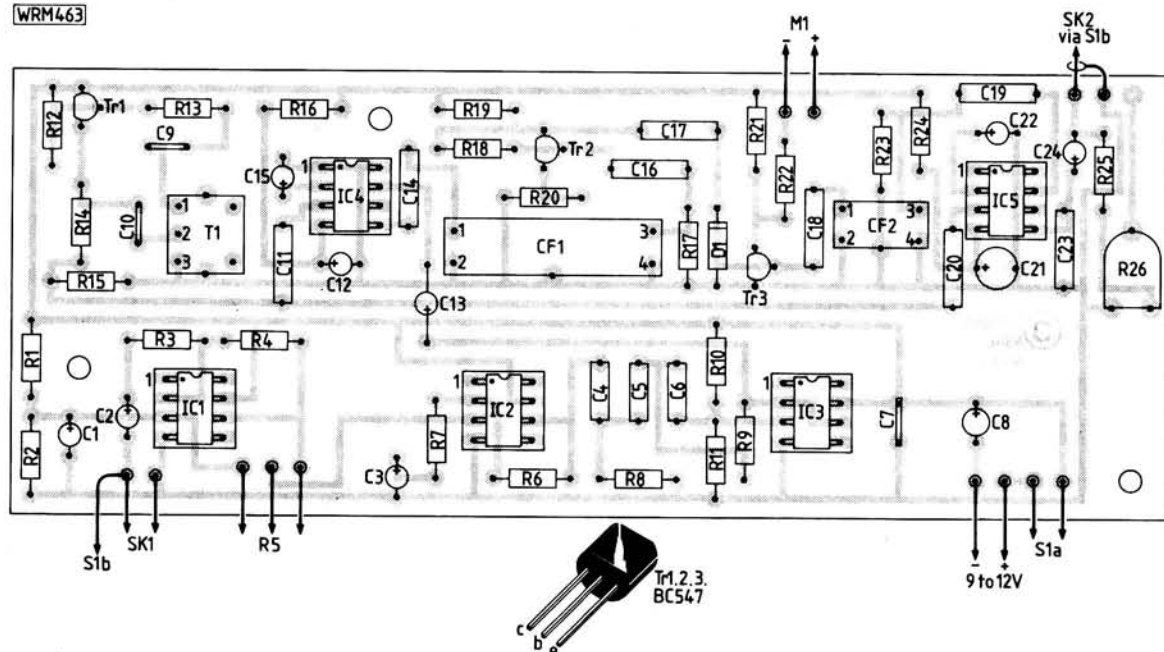 WRM463
M1
- +
SK2
via S1b
R12
Tr1
R13
R16
R19
C17
R21
R23
R24
C19
C22
C9
C15
1
IC4
C14
R18
Tr2
C16
R22
C24
R25
1
IC5
R14
C10
1
2
3
T1
C11
R20
1
2
CF1
3
4
R17
D1
C18
1
2
CF2
3
4
C20
C21
C23
R26
R15
C12
C13
Tr3
R1
R3
R4
R10
1
IC1
1
IC2
C4
C5
C6
1
IC3
C7
C8
R2
C1
C2
R7
R11
R9
C3
R6
R8
S1b
SK1
R5
- +
9 to 12V
S1a
Tr1.2.3.
BC547
c
b
e